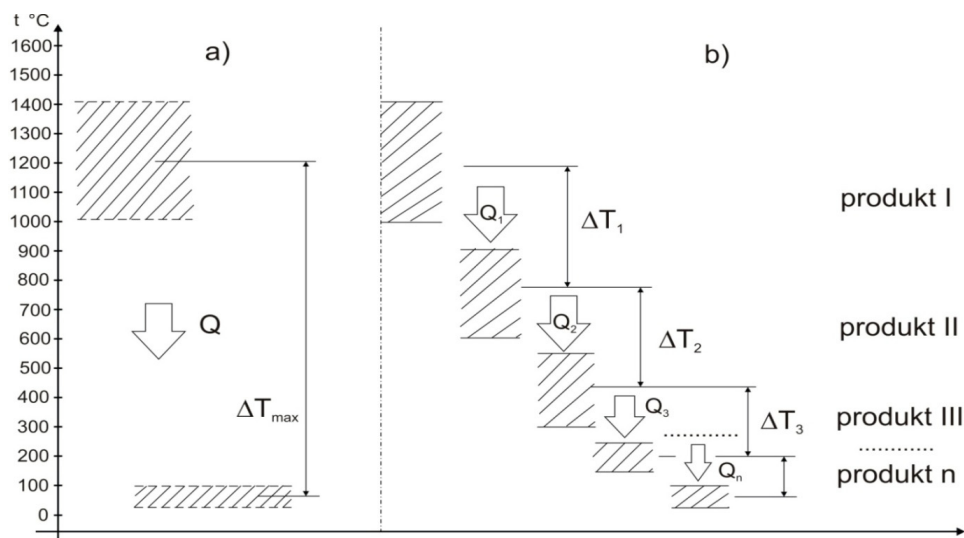 t °C
1600
1500
1400
1300
1200
1100
1000
900
800
700
600
500
400
300
200
100
0
a)
Q
ΔTmax
b)
Q1
ΔT1
Q2
ΔT2
Q3
ΔT3
Qn
produkt I
produkt II
produkt III
produkt n